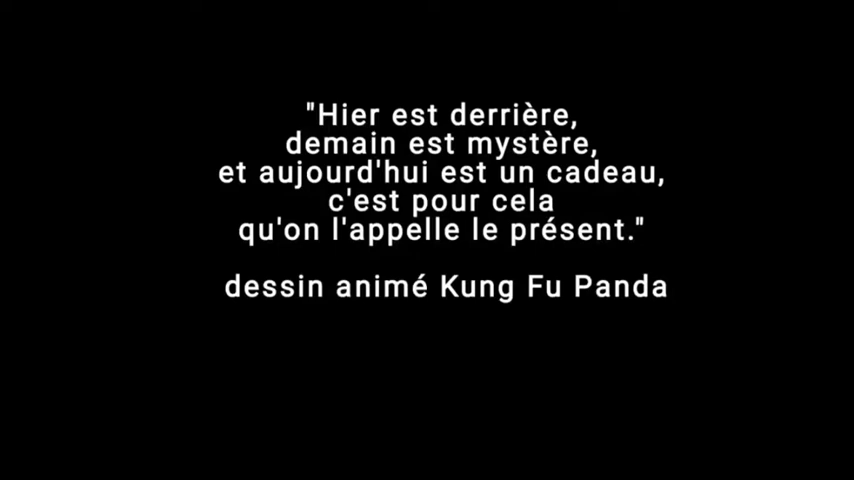 "Hier est derrière,
demain est mystère,
et aujourd'hui est un cadeau,
c'est pour cela
qu'on l'appelle le présent."
dessin animé Kung Fu Panda